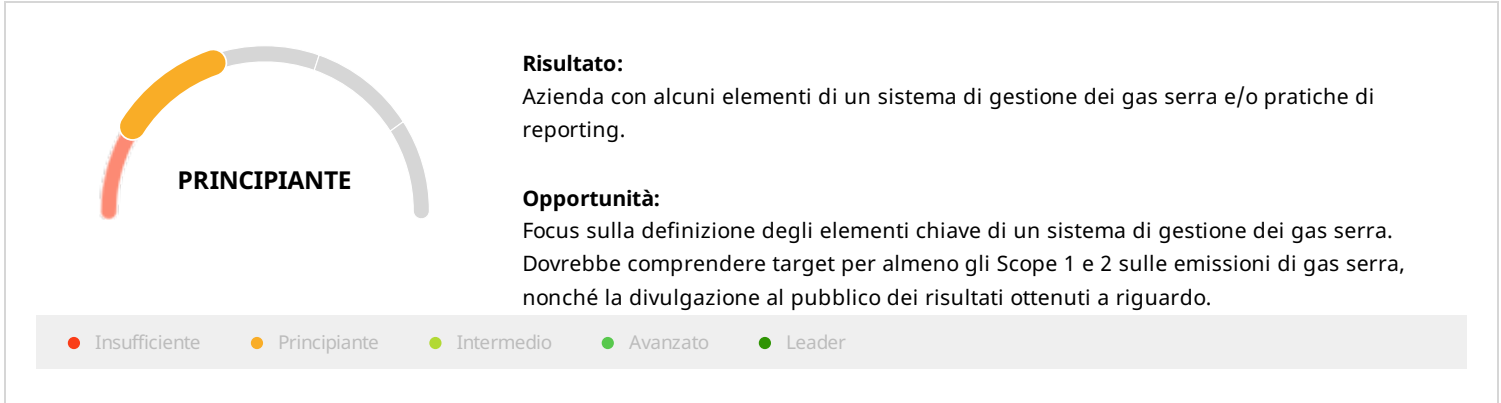 PRINCIPIANTE
Risultato:
Azienda con alcuni elementi di un sistema di gestione dei gas serra e/o pratiche di
reporting.
Opportunità:
Focus sulla definizione degli elementi chiave di un sistema di gestione dei gas serra.
Dovrebbe comprendere target per almeno gli Scope 1 e 2 sulle emissioni di gas serra,
nonché la divulgazione al pubblico dei risultati ottenuti a riguardo.
Insufficiente Principiante Intermedio Avanzato Leader